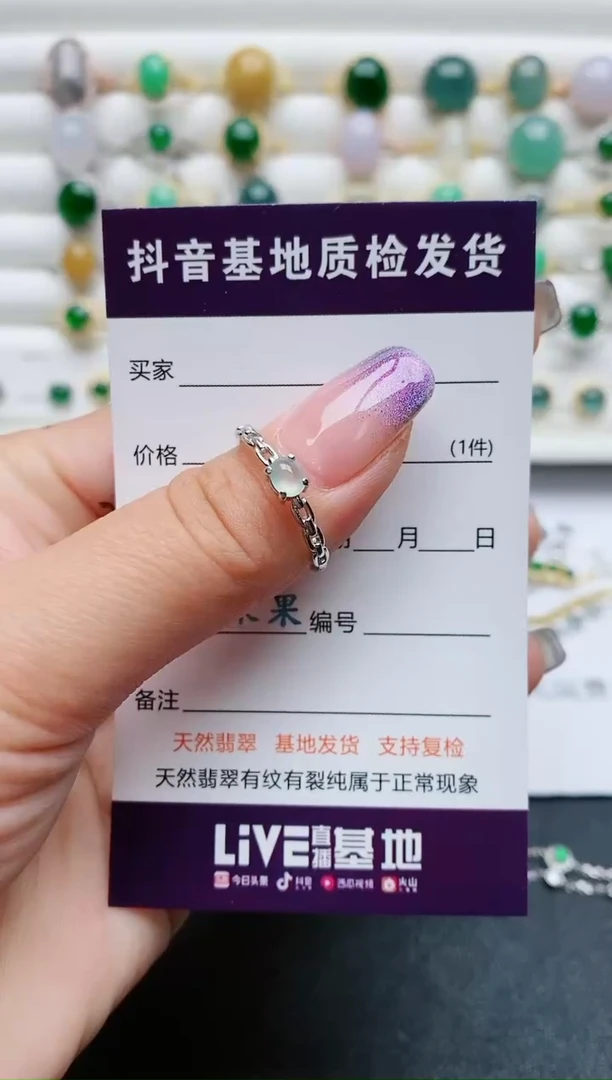 抖音基地质检发货
买家
价格 (1件)
月 日
果 编号
备注
天然翡翠 基地发货 支持复检
天然翡翠有纹有裂纯属于正常现象
LiVE直播基地
今日头条 抖音 西瓜视频 火山